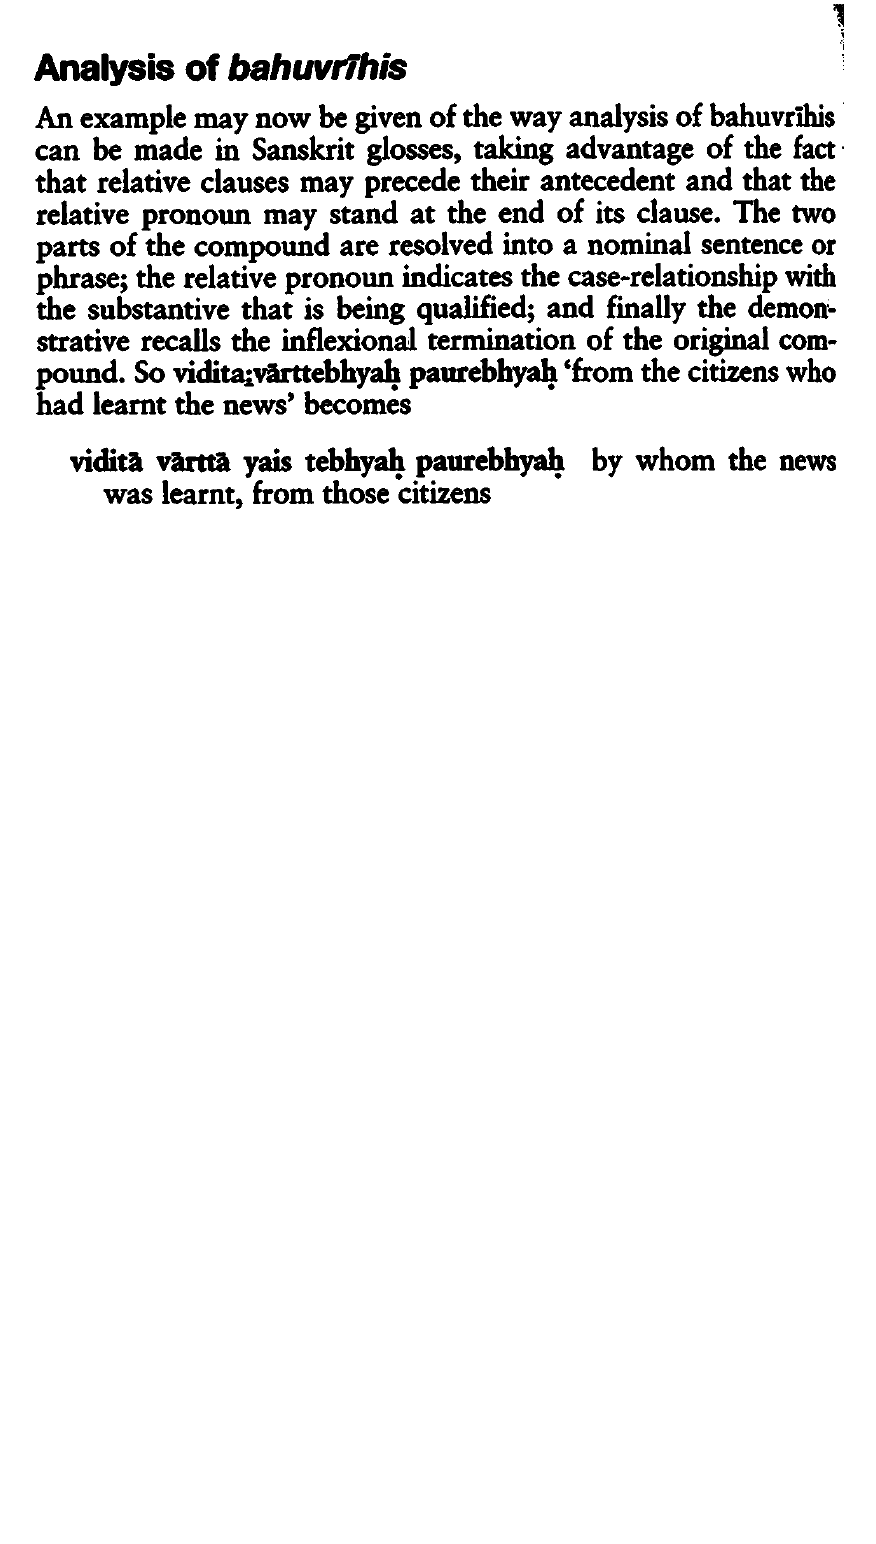 Analysis of bahuvrīhis
An example may now be given of the way analysis of bahuvrīhis
can be made in Sanskrit glosses, taking advantage of the fact
that relative clauses may precede their antecedent and that the
relative pronoun may stand at the end of its clause. The two
parts of the compound are resolved into a nominal sentence or
phrase; the relative pronoun indicates the case-relationship with
the substantive that is being qualified; and finally the demon-
strative recalls the inflexional termination of the original com-
pound. So vidita:vārttebhyaḥ paurebhyaḥ ‘from the citizens who
had learnt the news’ becomes
viditā vārttā yais tebhyaḥ paurebhyaḥ by whom the news
was learnt, from those citizens